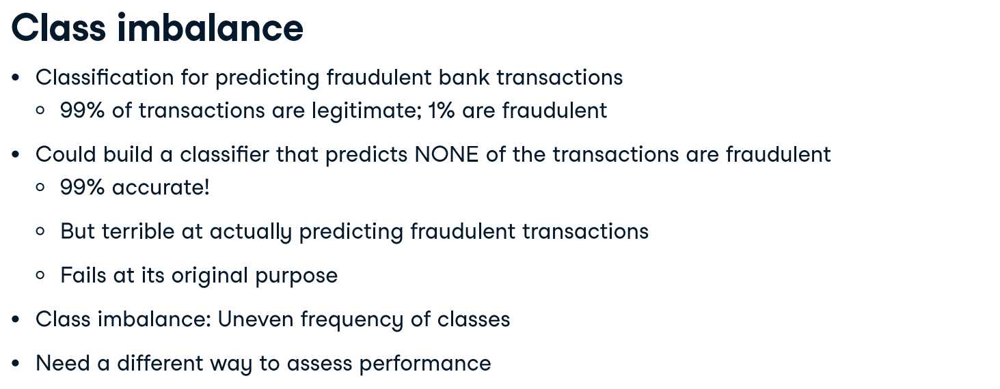 Class imbalance
• Classification for predicting fraudulent bank transactions
◦ 99% of transactions are legitimate; 1% are fraudulent
• Could build a classifier that predicts NONE of the transactions are fraudulent
◦ 99% accurate!
◦ But terrible at actually predicting fraudulent transactions
◦ Fails at its original purpose
• Class imbalance: Uneven frequency of classes
• Need a different way to assess performance